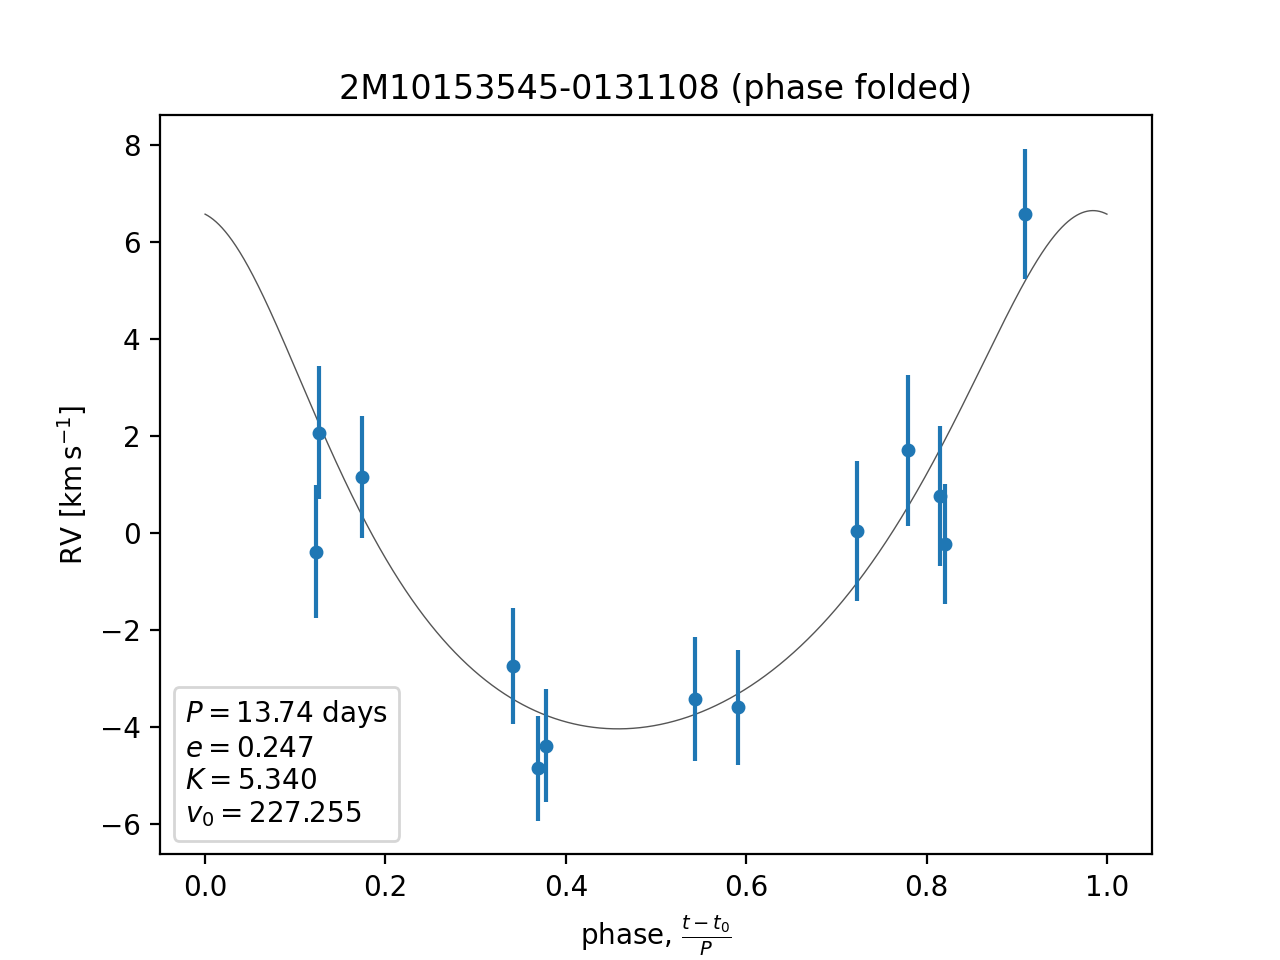 2M10153545-0131108 (phase folded)
RV [km s⁻¹]
8
6
4
2
0
−2
−4
−6
P = 13.74 days
e = 0.247
K = 5.340
v₀ = 227.255
0.0 0.2 0.4 0.6 0.8 1.0
phase, (t − t₀)/P